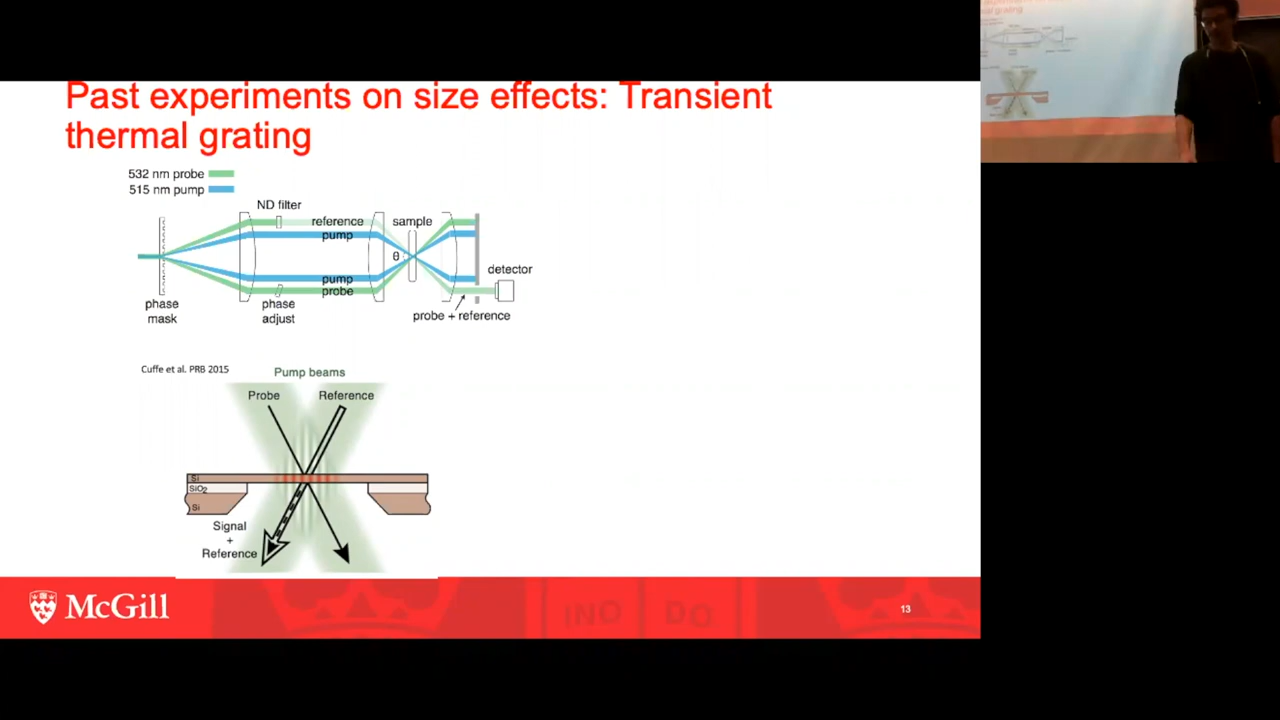 Past experiments on size effects: Transient
thermal grating
532 nm probe
515 nm pump
ND filter
reference
sample
pump
θ
pump
probe
detector
phase
mask
phase
adjust
probe + reference
Cuffe et al. PRB 2015
Pump beams
Probe
Reference
Si
SiO2
Si
Signal
+
Reference
McGill
INO
DO
13